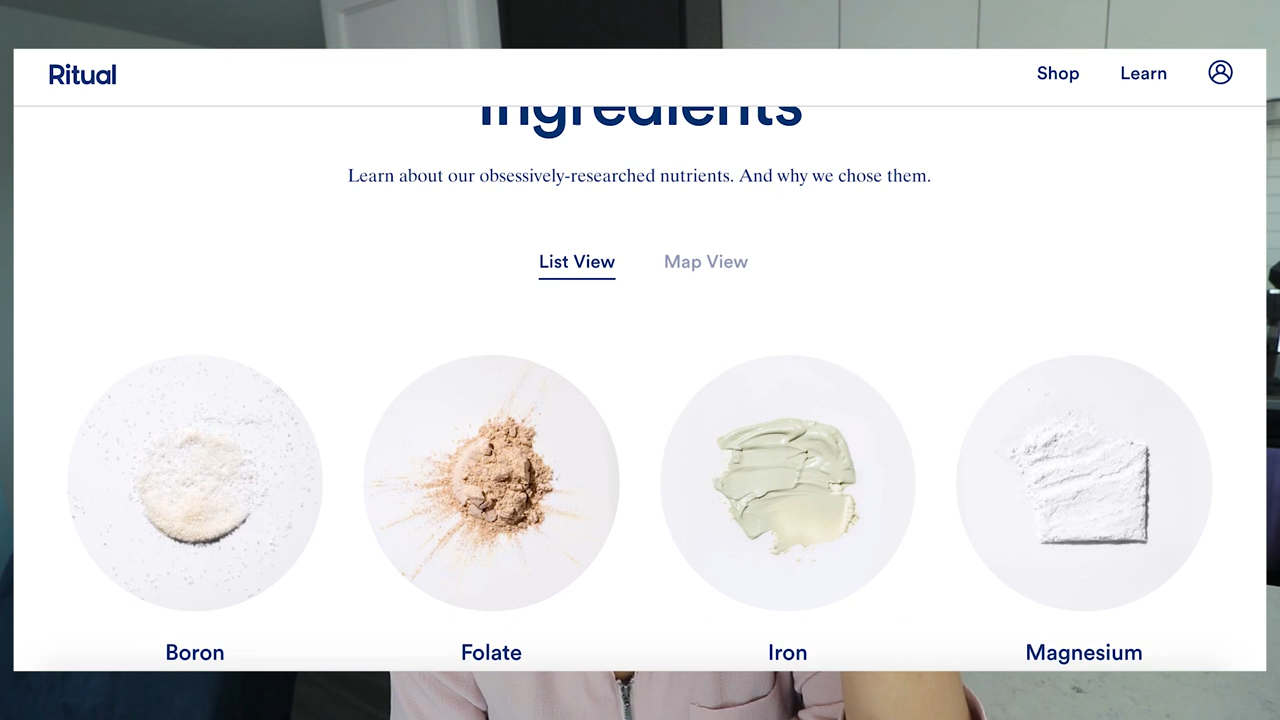 Ritual
Shop
Learn
Ingredients
Learn about our obsessively-researched nutrients. And why we chose them.
List View
Map View
Boron
Folate
Iron
Magnesium